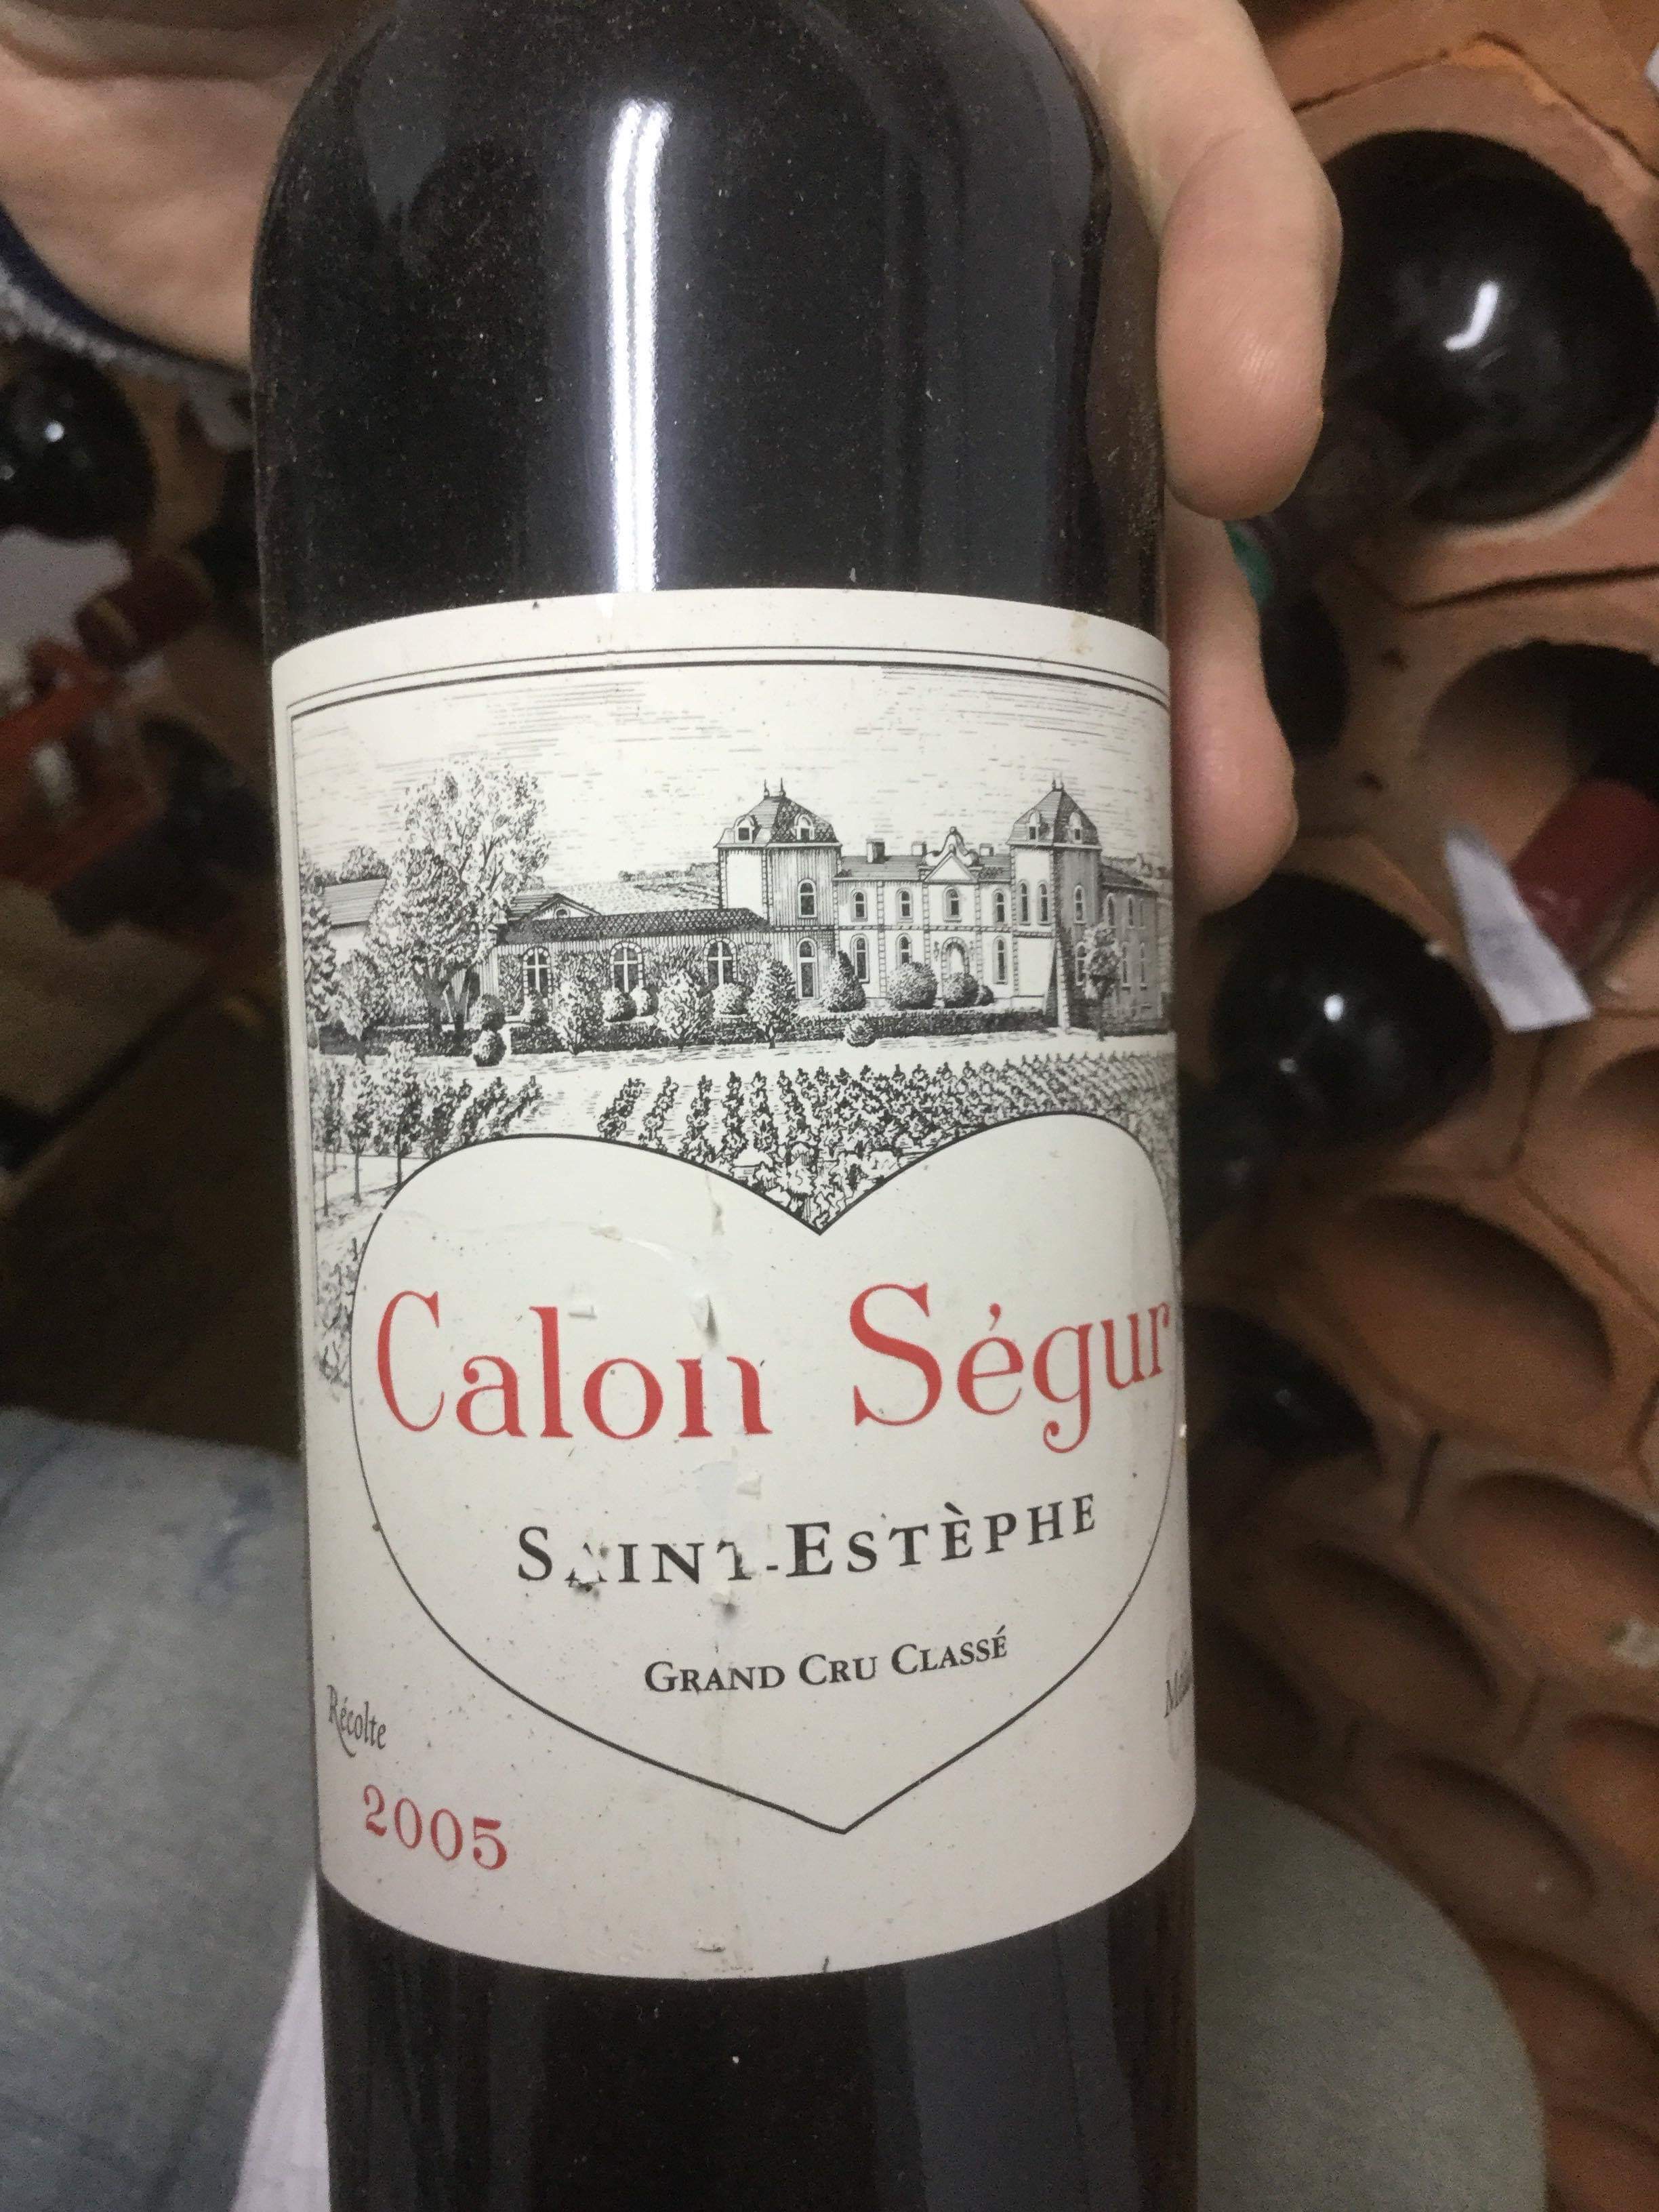 Calon Ségur
SAINT-ESTÈPHE
GRAND CRU CLASSÉ
Récolte
2005